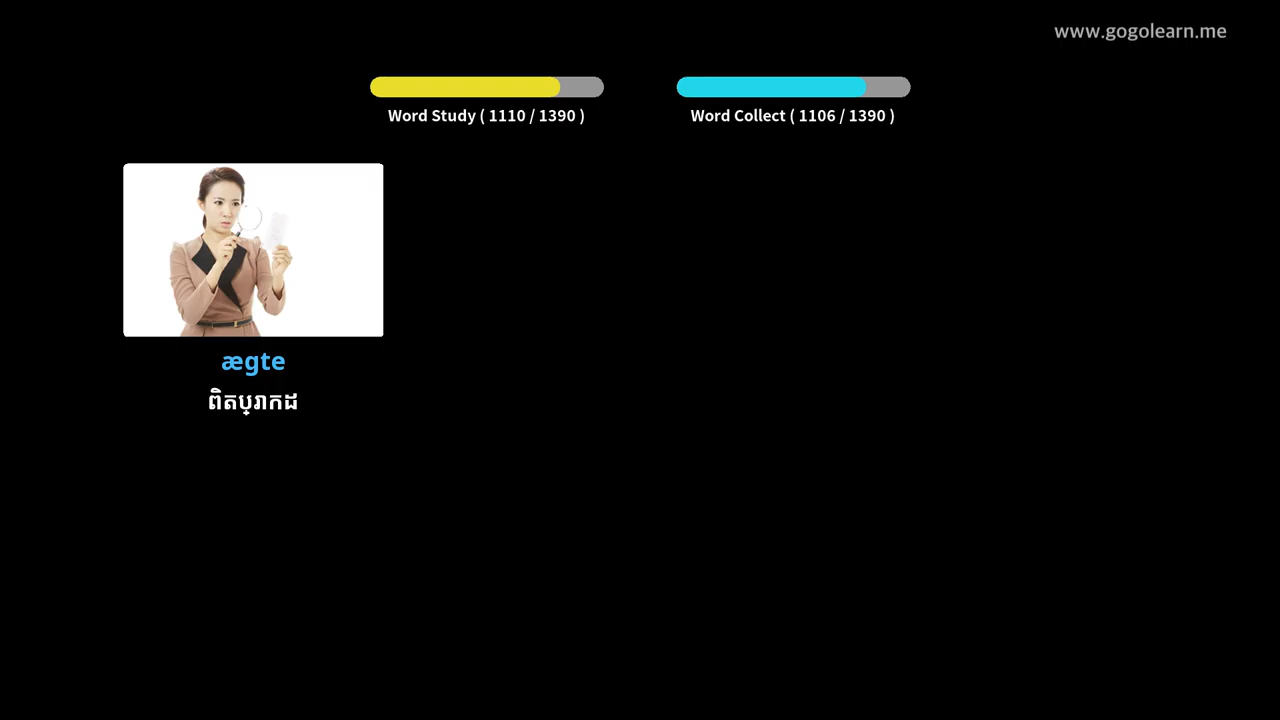 www.gogolearn.me
Word Study ( 1110 / 1390 )
Word Collect ( 1106 / 1390 )
ægte
ពិតប្រាកដ